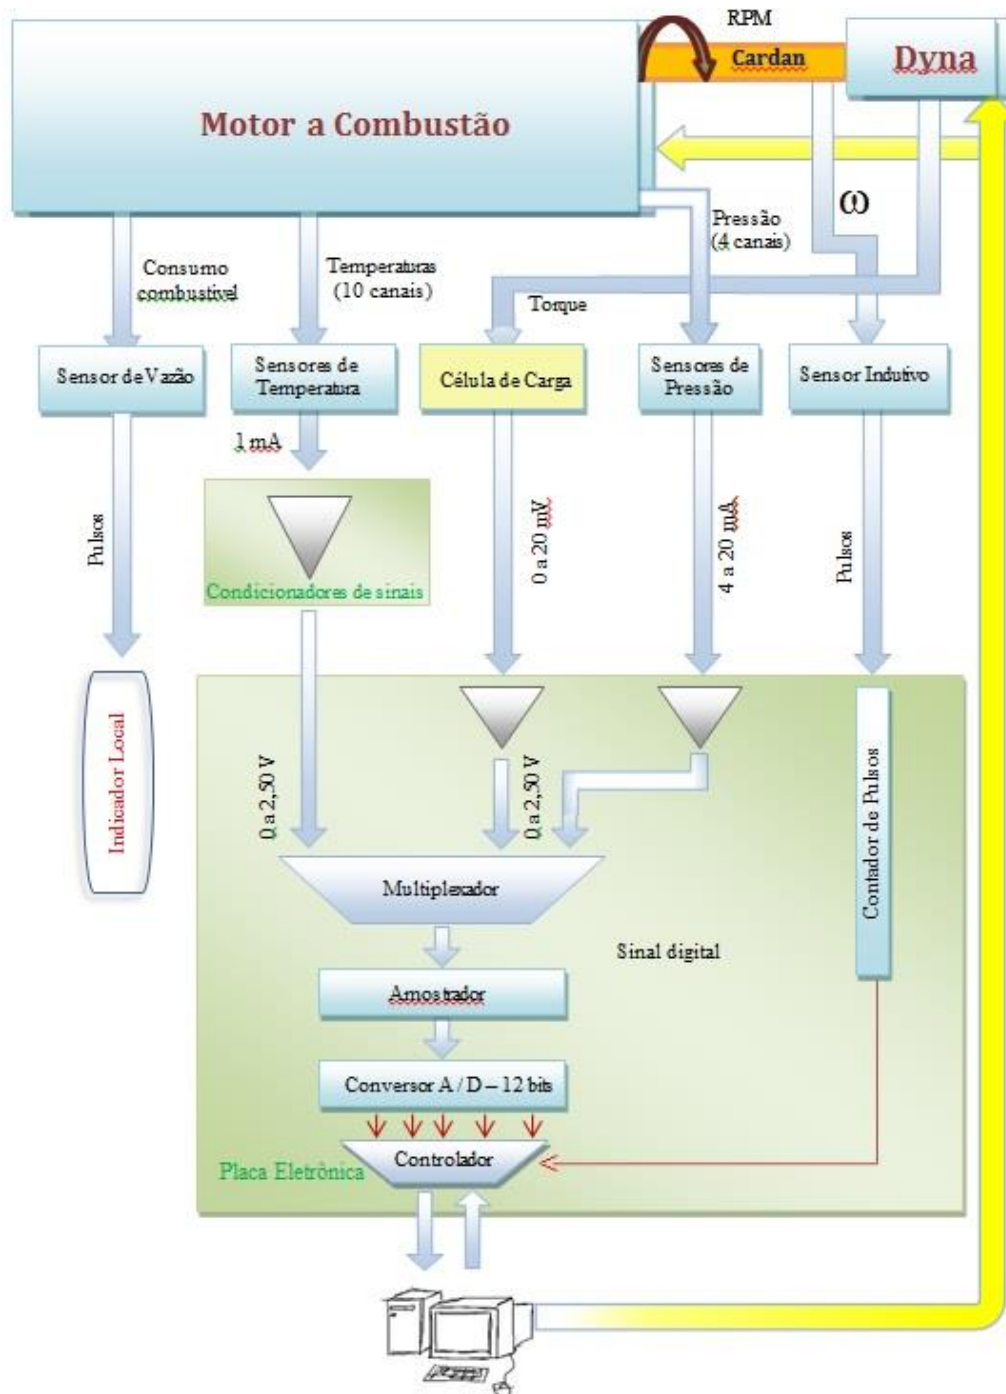 RPM
Motor a Combustão
Cardan
Dyna
ω
Pressão
(4 canais)
Consumo
combustivel
Temperaturas
(10 canais)
Torque
Sensor de Vazão
Sensores de
Temperatura
Célula de Carga
Sensores de
Pressão
Sensor Indutivo
1 mA
Pulsos
0 a 20 mV
4 a 20 mA
Pulsos
Condicionadores de sinais
Indicador Local
0 a 2,50 V
0 a 2,50 V
Contador de Pulsos
Multiplexador
Sinal digital
Amostrador
Conversor A / D – 12 bits
Controlador
Placa Eletrônica